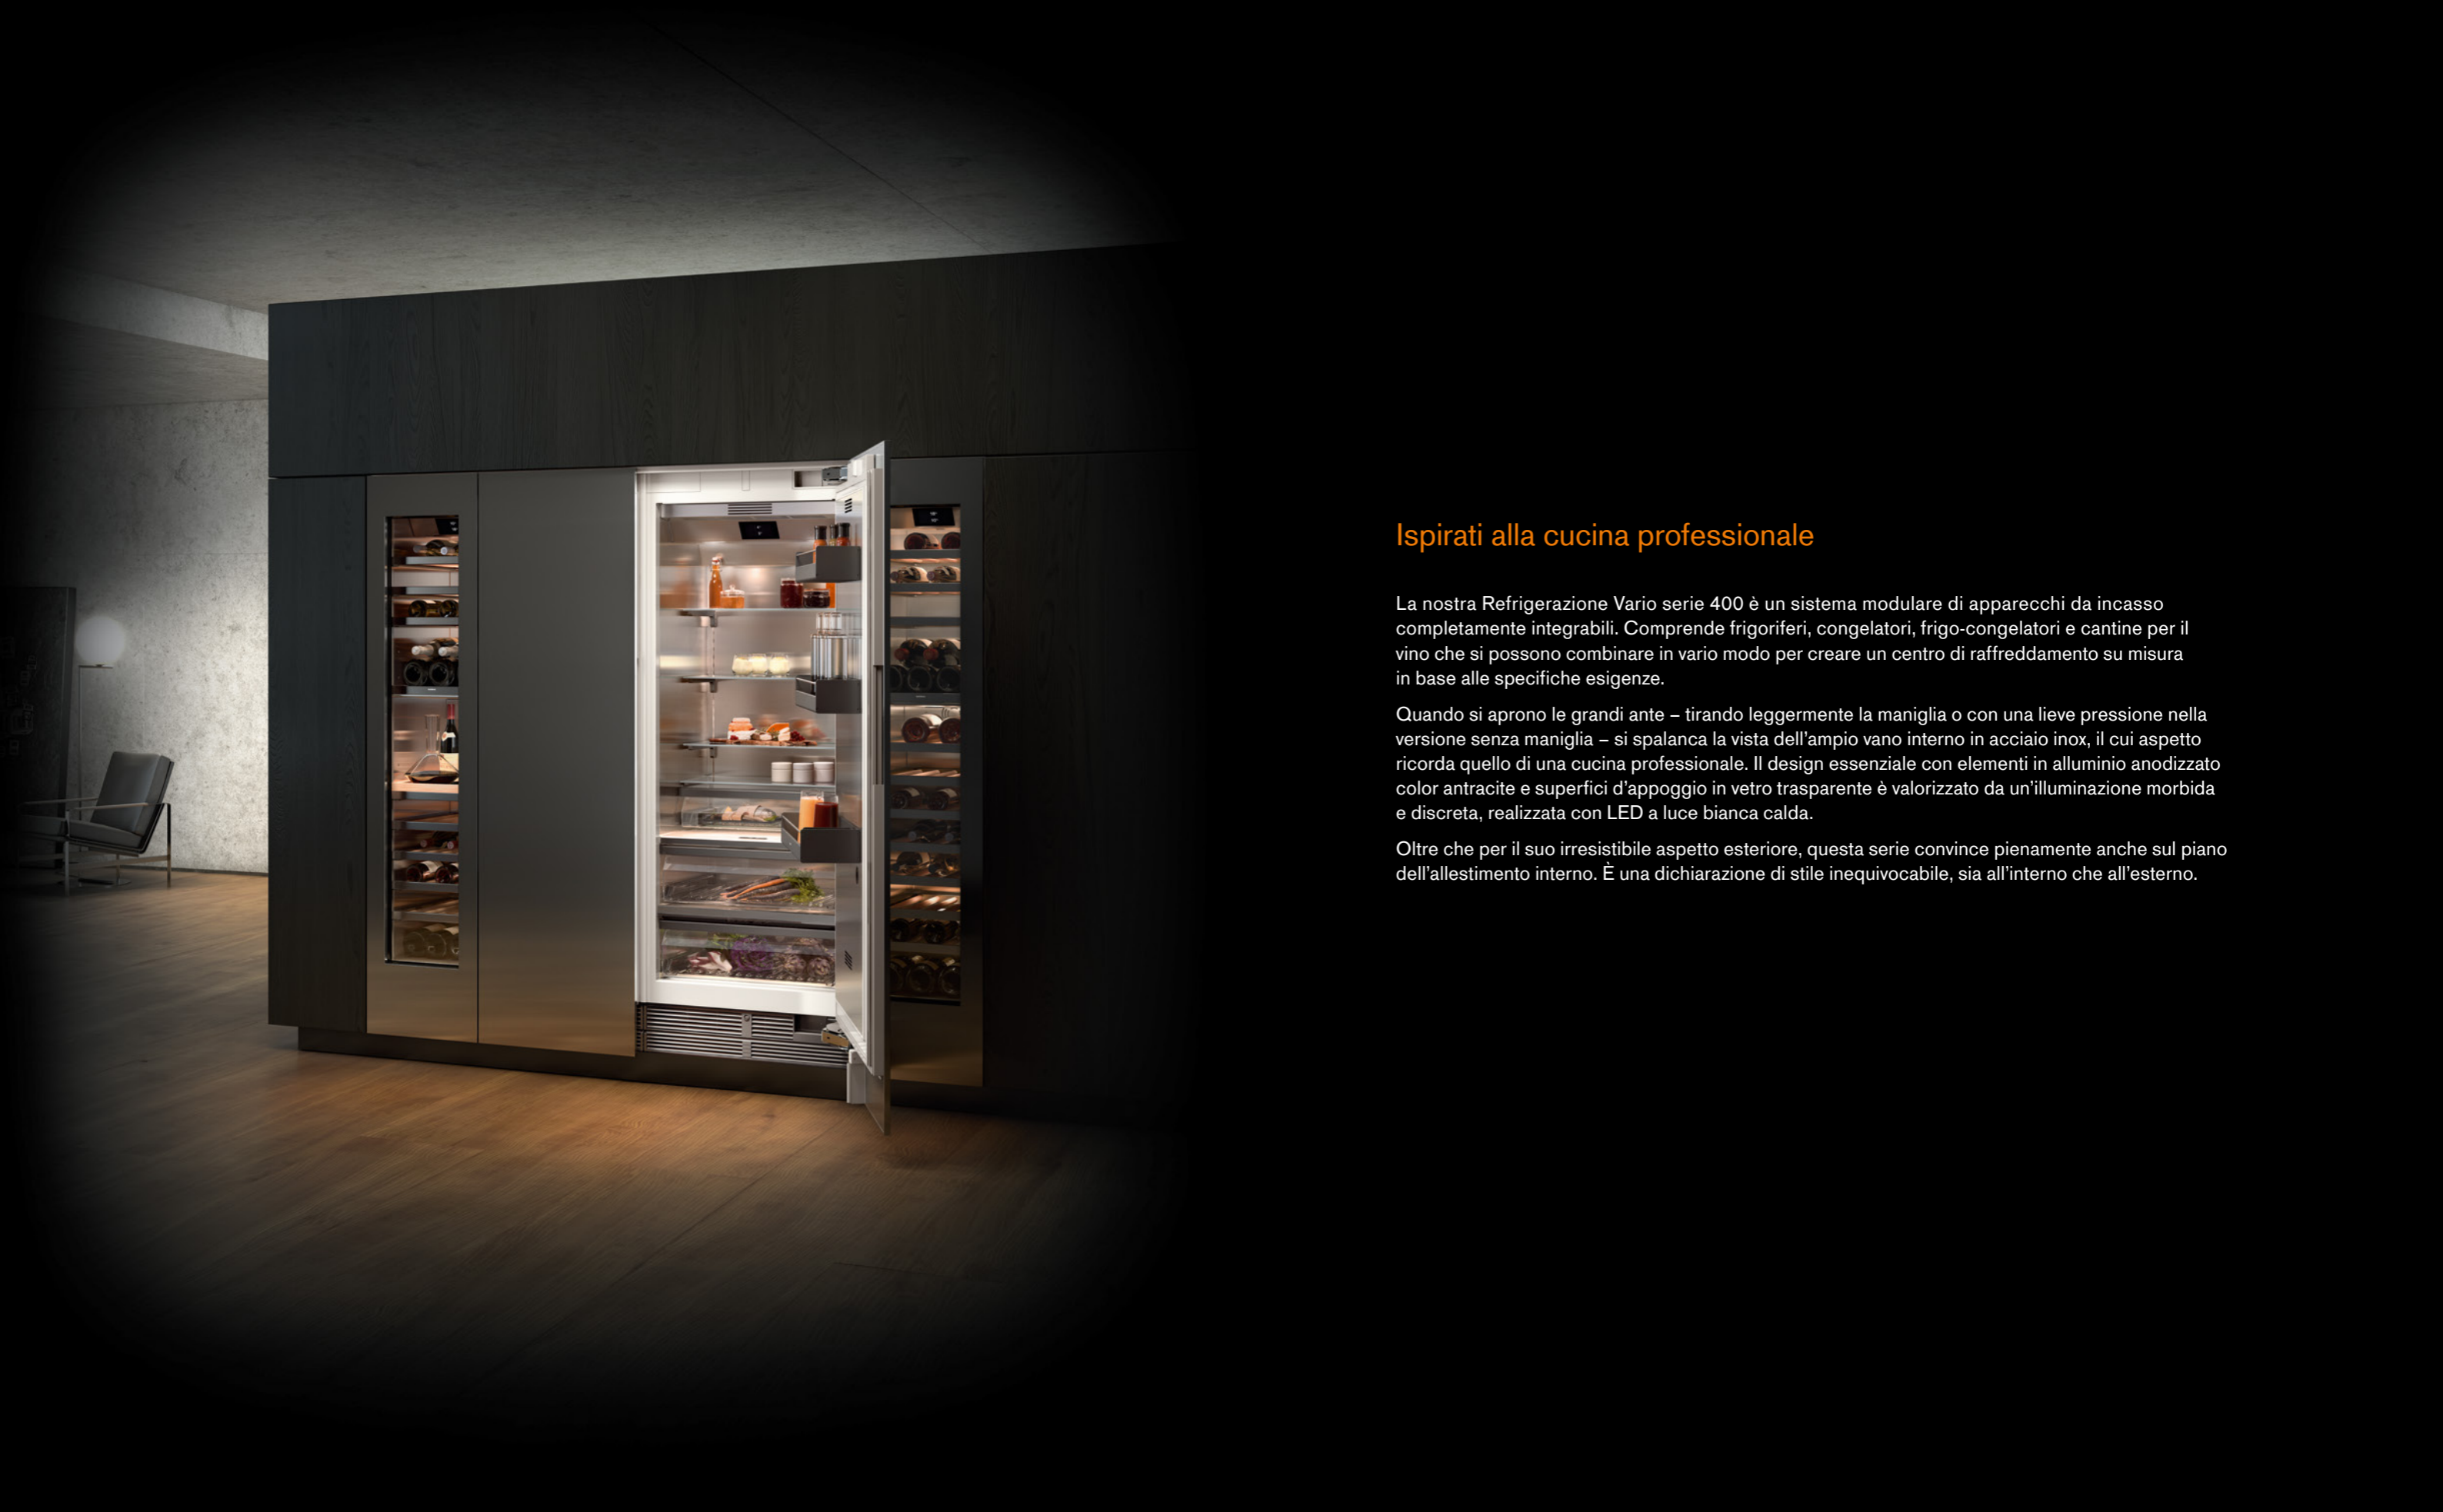 Ispirati alla cucina professionale
La nostra Refrigerazione Vario serie 400 è un sistema modulare di apparecchi da incasso
completamente integrabili. Comprende frigoriferi, congelatori, frigo-congelatori e cantine per il
vino che si possono combinare in vario modo per creare un centro di raffreddamento su misura
in base alle specifiche esigenze.
Quando si aprono le grandi ante – tirando leggermente la maniglia o con una lieve pressione nella
versione senza maniglia – si spalanca la vista dell’ampio vano interno in acciaio inox, il cui aspetto
ricorda quello di una cucina professionale. Il design essenziale con elementi in alluminio anodizzato
color antracite e superfici d’appoggio in vetro trasparente è valorizzato da un’illuminazione morbida
e discreta, realizzata con LED a luce bianca calda.
Oltre che per il suo irresistibile aspetto esteriore, questa serie convince pienamente anche sul piano
dell’allestimento interno. È una dichiarazione di stile inequivocabile, sia all’interno che all’esterno.